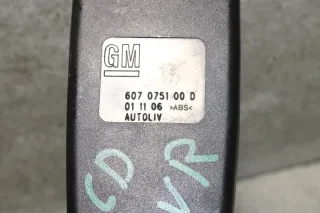 GM
607 0751 00 D
01 11 06 >ABS<
AUTOLIV
CD
VR